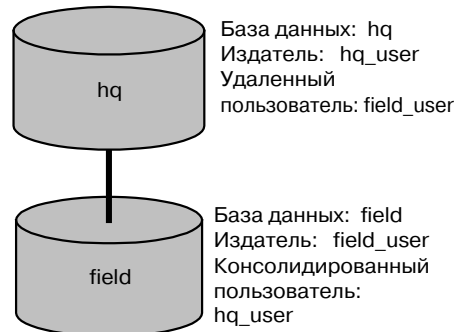 База данных: hq
Издатель: hq_user
Удаленный
пользователь: field_user
hq
База данных: field
Издатель: field_user
Консолидированный
пользователь:
hq_user
field